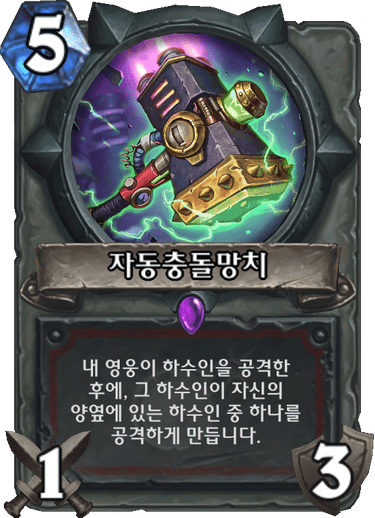 5
자동충돌망치
내 영웅이 하수인을 공격한
후에, 그 하수인이 자신의
양옆에 있는 하수인 중 하나를
공격하게 만듭니다.
1
3